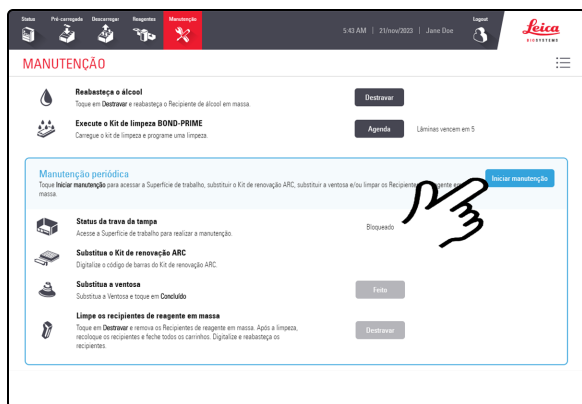 Status Pré-carregada Descarregar Reagentes Manutenção
5:43 AM | 21/nov/2023 | Jane Doe
Logout
Leica
BIOSYSTEMS
MANUTENÇÃO
Reabasteça o álcool
Toque em Destravar e reabasteça o Recipiente de álcool em massa.
Destravar
Execute o Kit de limpeza BOND-PRIME
Carregue o kit de limpeza e programe uma limpeza.
Agenda
Lâminas vencem em 5
Manutenção periódica
Toque Iniciar manutenção para acessar a Superfície de trabalho, substituir o Kit de renovação ARC, substituir a ventosa e/ou limpar os Recipiente de reagente em
massa.
Iniciar manutenção
Status da trava da tampa
Acesse a Superfície de trabalho para realizar a manutenção.
Bloqueado
Substitua o Kit de renovação ARC
Digitalize o código de barras do Kit de renovação ARC.
Substitua a ventosa
Substitua a Ventosa e toque em Concluído
Feito
Limpe os recipientes de reagente em massa
Toque em Destravar e remova os Recipientes de reagente em massa. Após a limpeza,
recoloque os recipientes e feche todos os carrinhos. Digitalize e reabasteça os
recipientes.
Destravar